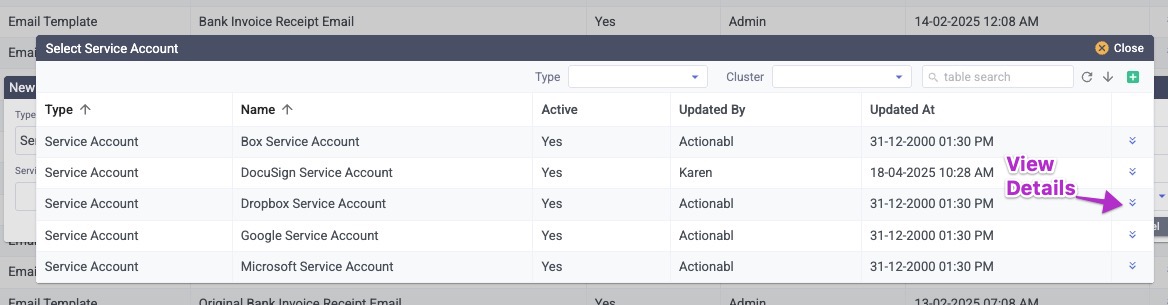 Email Template Bank Invoice Receipt Email Yes Admin 14-02-2025 12:08 AM
Email
Select Service Account Close
New
Type Cluster table search
Type Name Active Updated By Updated At
Type
Service Account Box Service Account Yes Actionabl 31-12-2000 01:30 PM
Service Account DocuSign Service Account Yes Karen 18-04-2025 10:28 AM
View
Details
Service Account Dropbox Service Account Yes Actionabl 31-12-2000 01:30 PM
Service Account Google Service Account Yes Actionabl 31-12-2000 01:30 PM
Service Account Microsoft Service Account Yes Actionabl 31-12-2000 01:30 PM
Email Template Original Bank Invoice Receipt Email Yes Admin 13-02-2025 07:08 AM